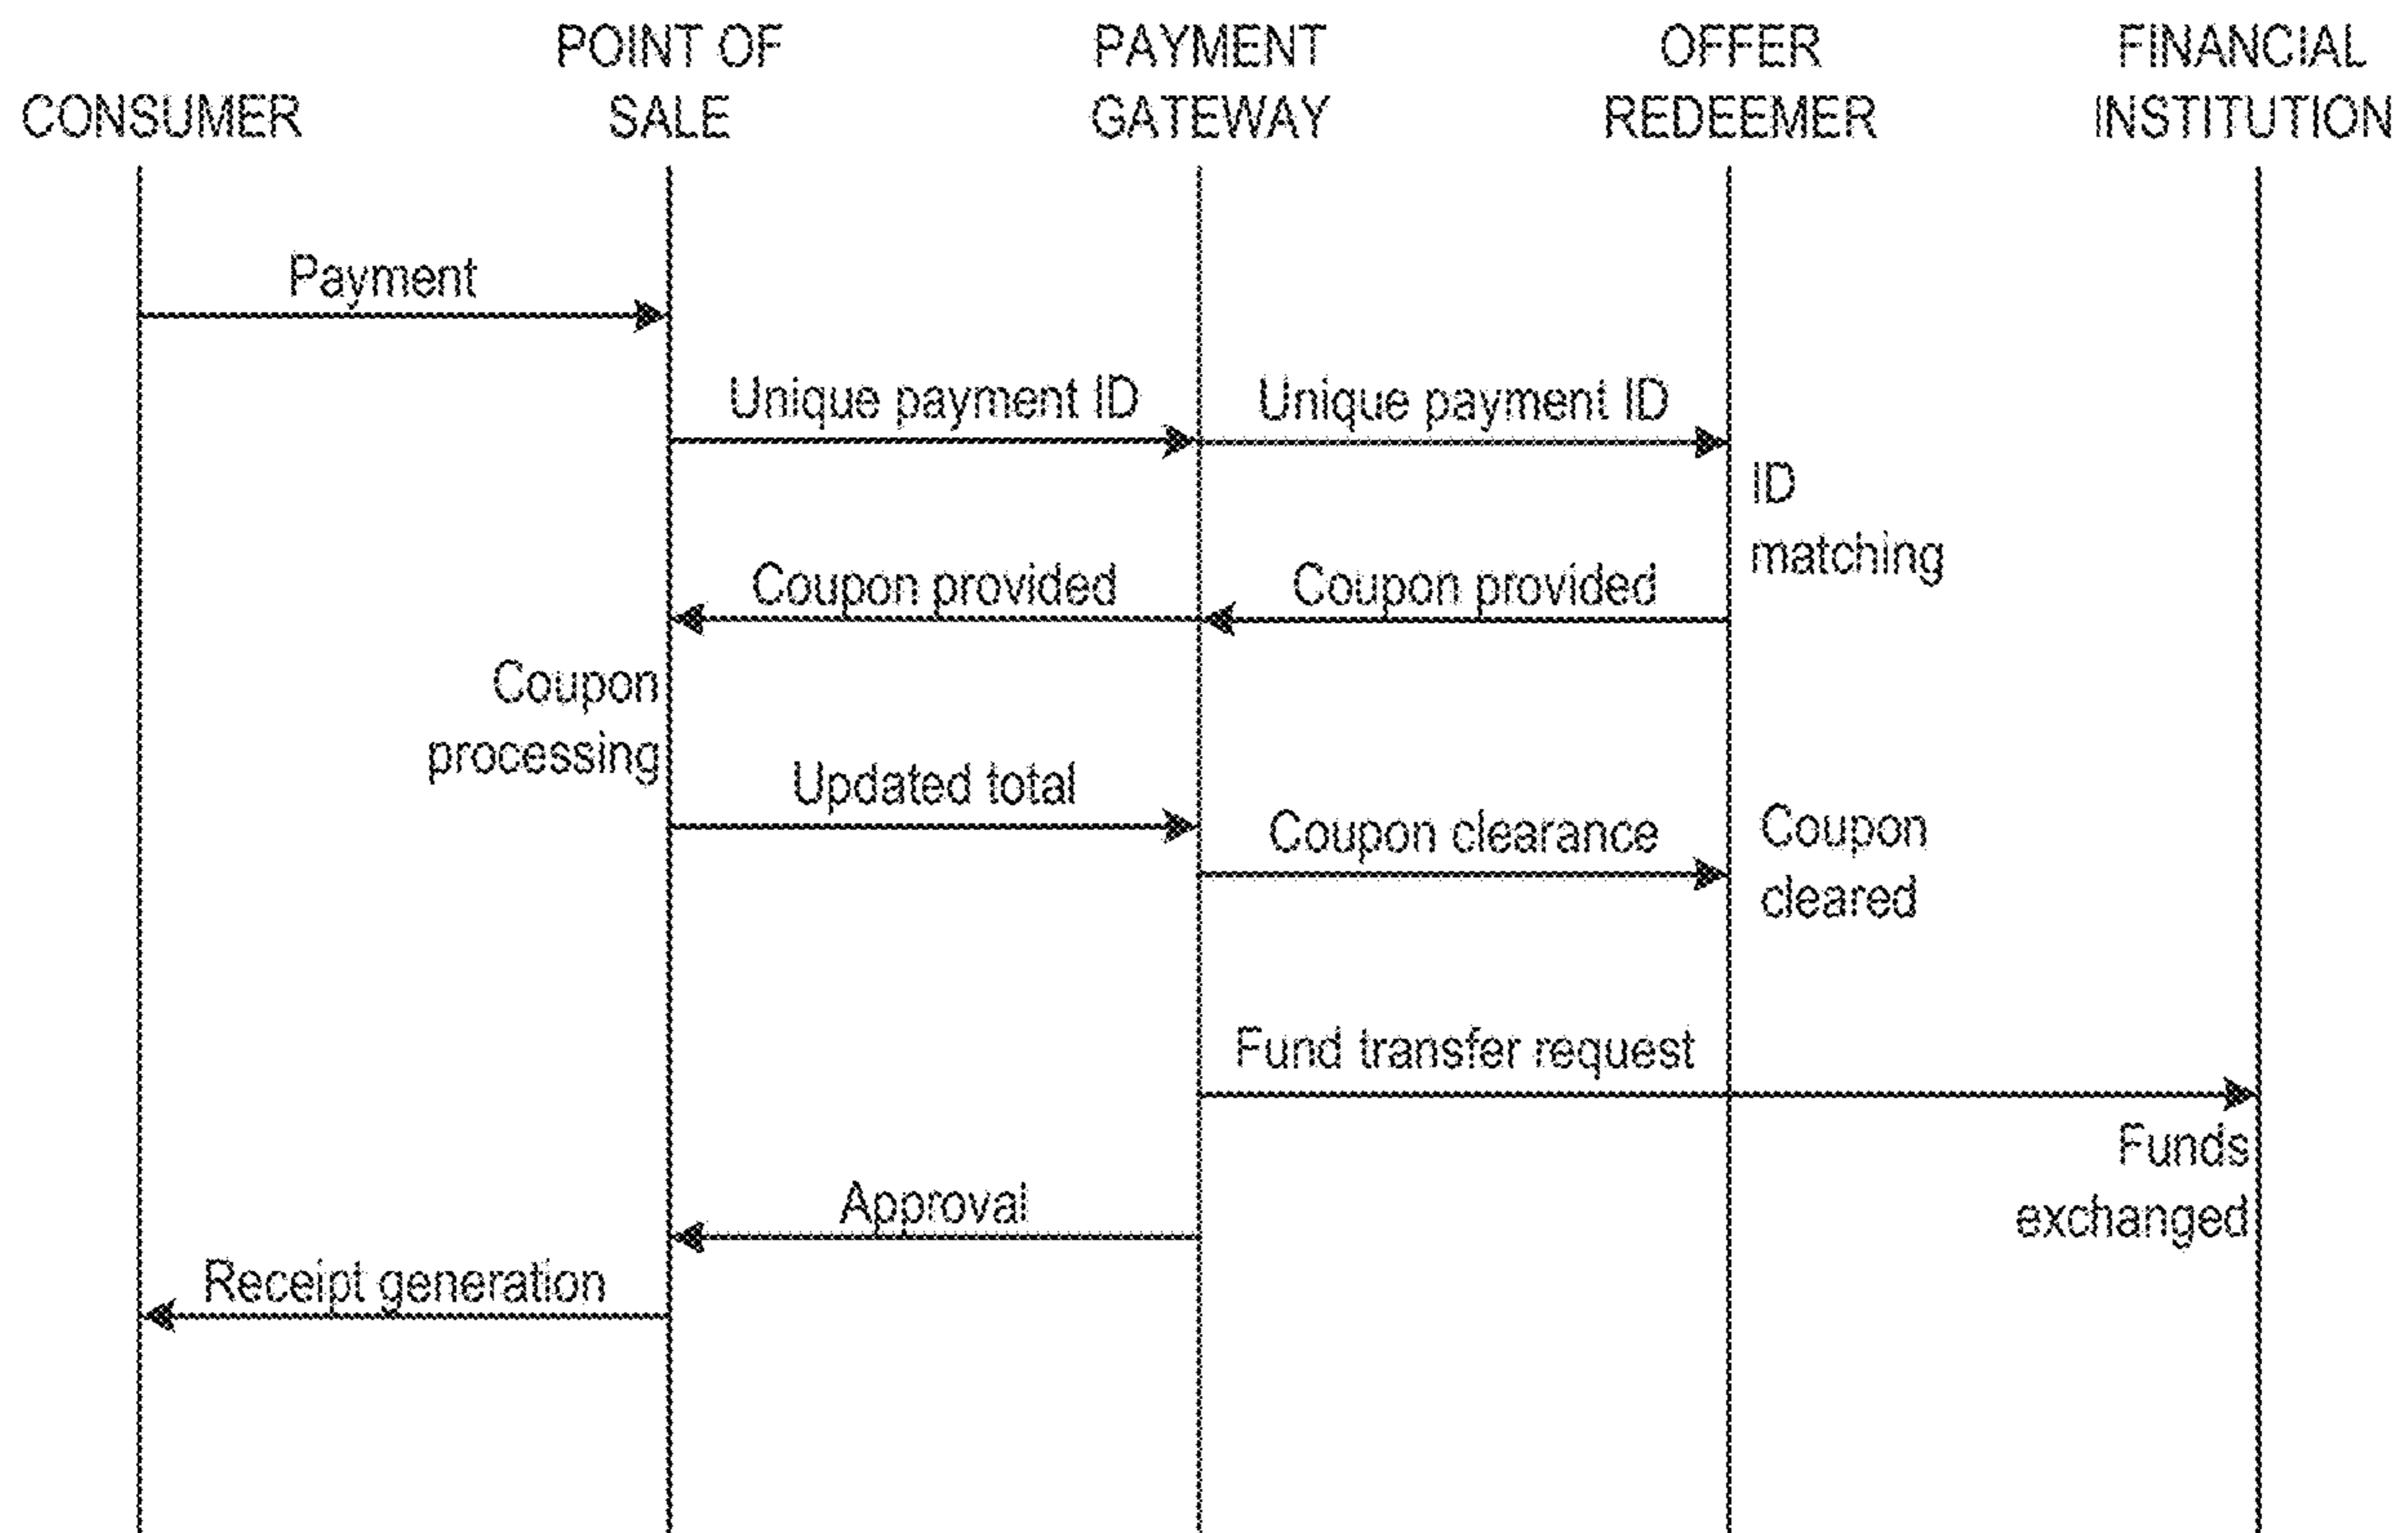 CONSUMER
POINT OF
SALE
PAYMENT
GATEWAY
OFFER
REDEEMER
FINANCIAL
INSTITUTION
Payment
Unique payment ID
Unique payment ID
ID
matching
Coupon provided
Coupon provided
Coupon
processing
Updated total
Coupon clearance
Coupon
cleared
Fund transfer request
Funds
exchanged
Approval
Receipt generation